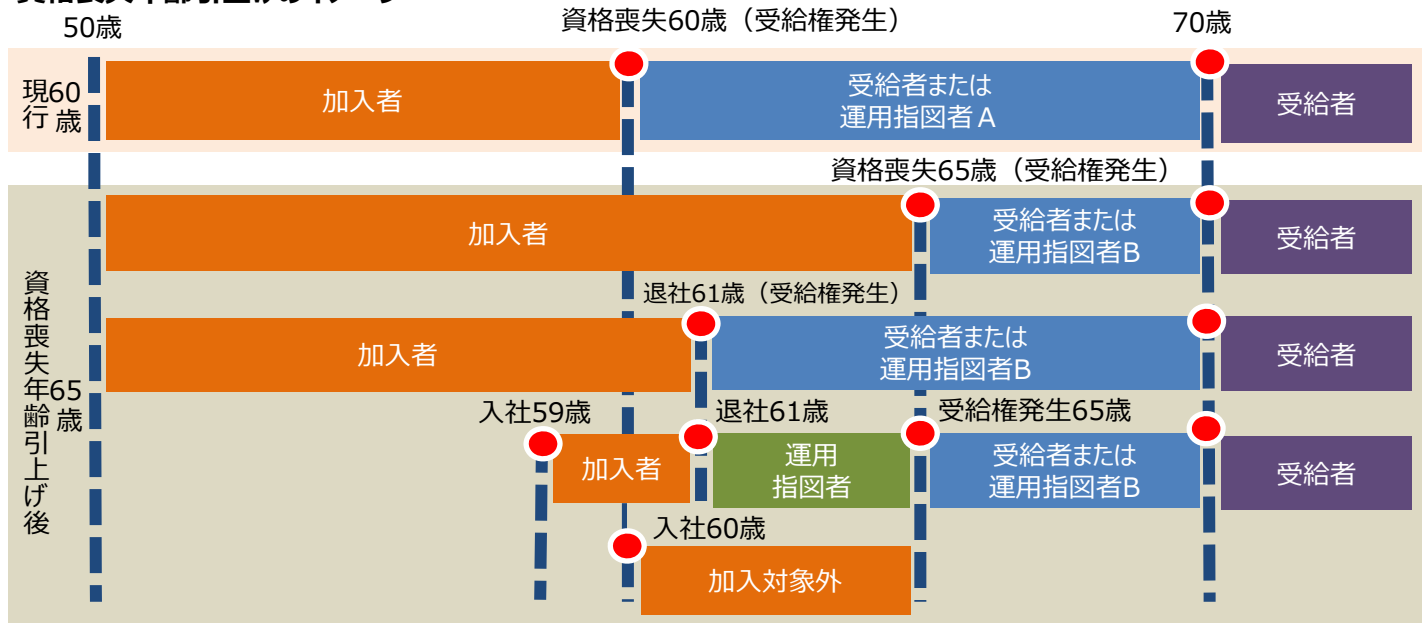 50歳
資格喪失60歳（受給権発生）
70歳
現行
60歳
加入者
受給者または
運用指図者A
受給者
資格喪失65歳（受給権発生）
資格喪失年齢引上げ後
65歳
加入者
受給者または
運用指図者B
受給者
退社61歳（受給権発生）
加入者
受給者または
運用指図者B
受給者
入社59歳
退社61歳
受給権発生65歳
加入者
運用
指図者
受給者または
運用指図者B
受給者
入社60歳
加入対象外